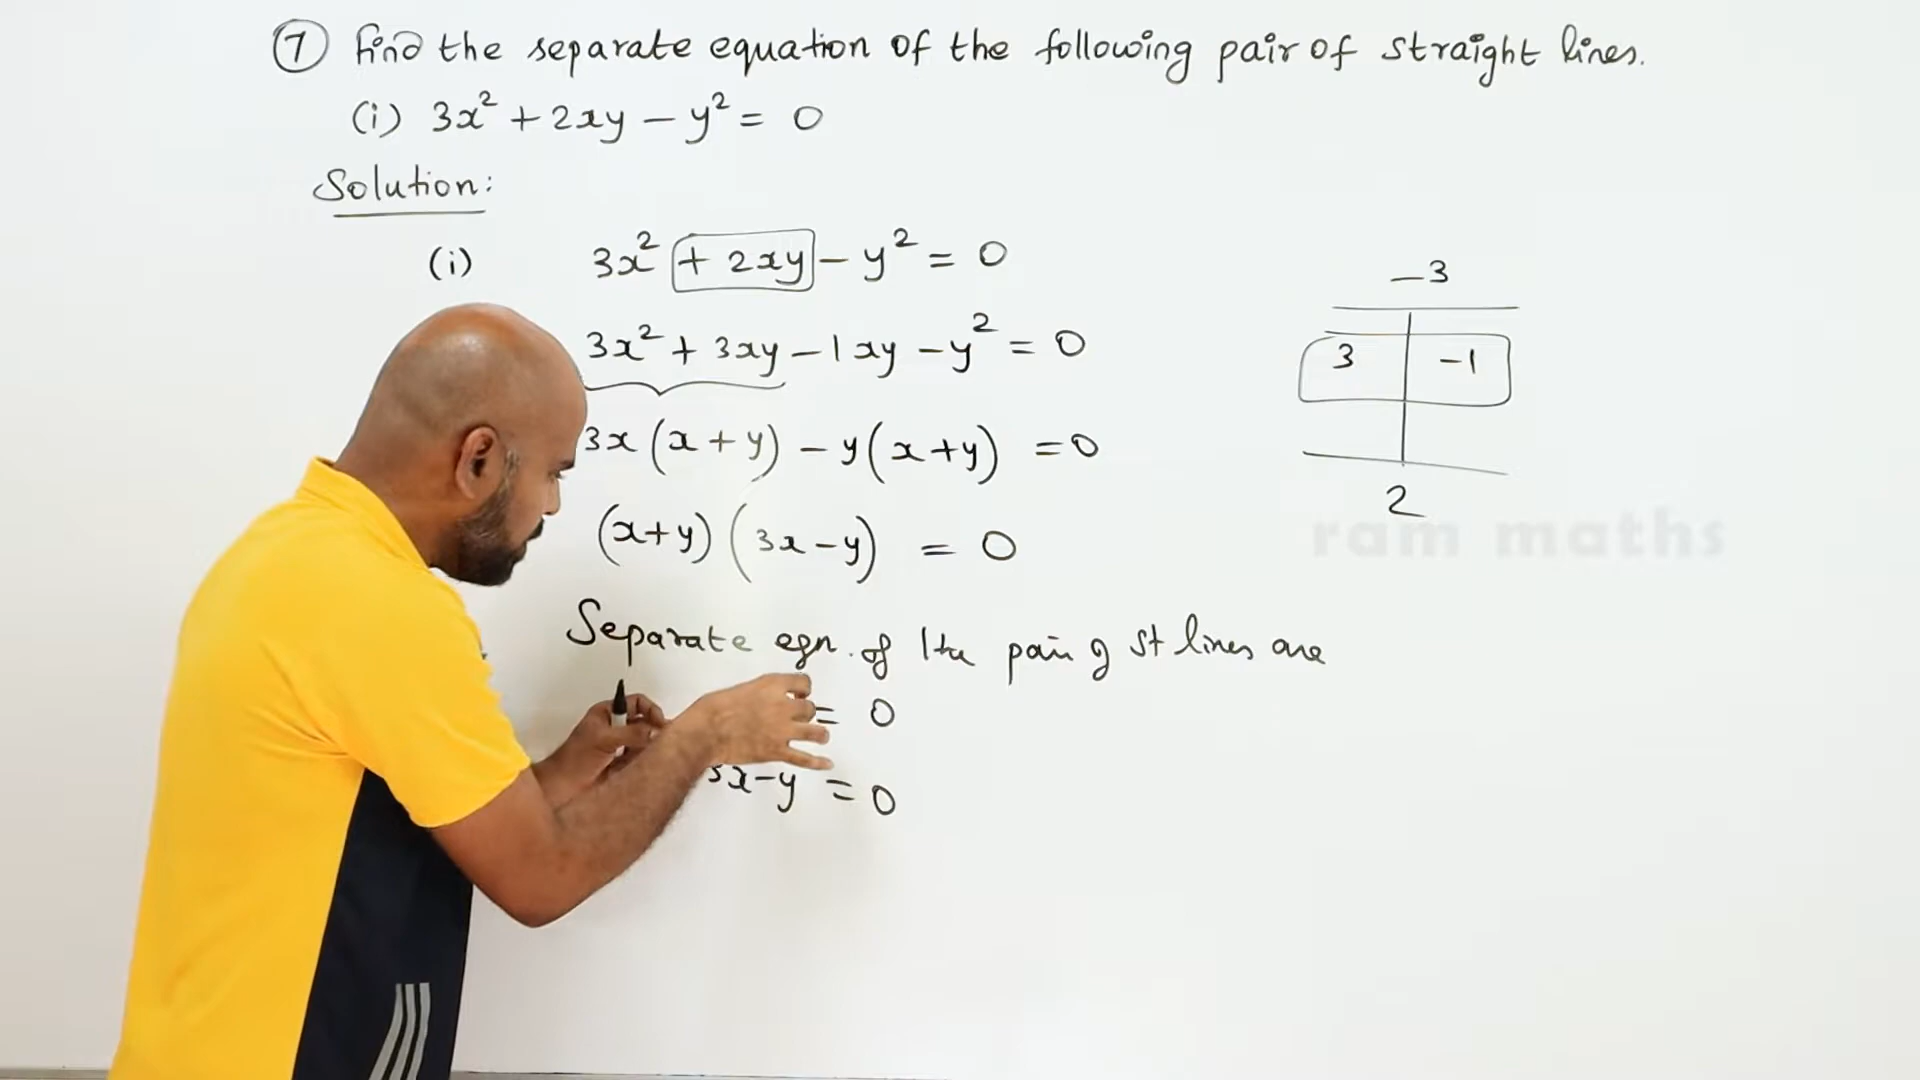 7 Find the separate equation of the following pair of straight lines.
(i) 3x² + 2xy − y² = 0
Solution:
(i) 3x² + 2xy − y² = 0
3x² + 3xy − 1xy − y² = 0
3x (x + y) − y (x + y) = 0
(x + y) (3x − y) = 0
Separate eqn. of the pair of st lines are
= 0
3x − y = 0
−3
3 −1
2
ram maths